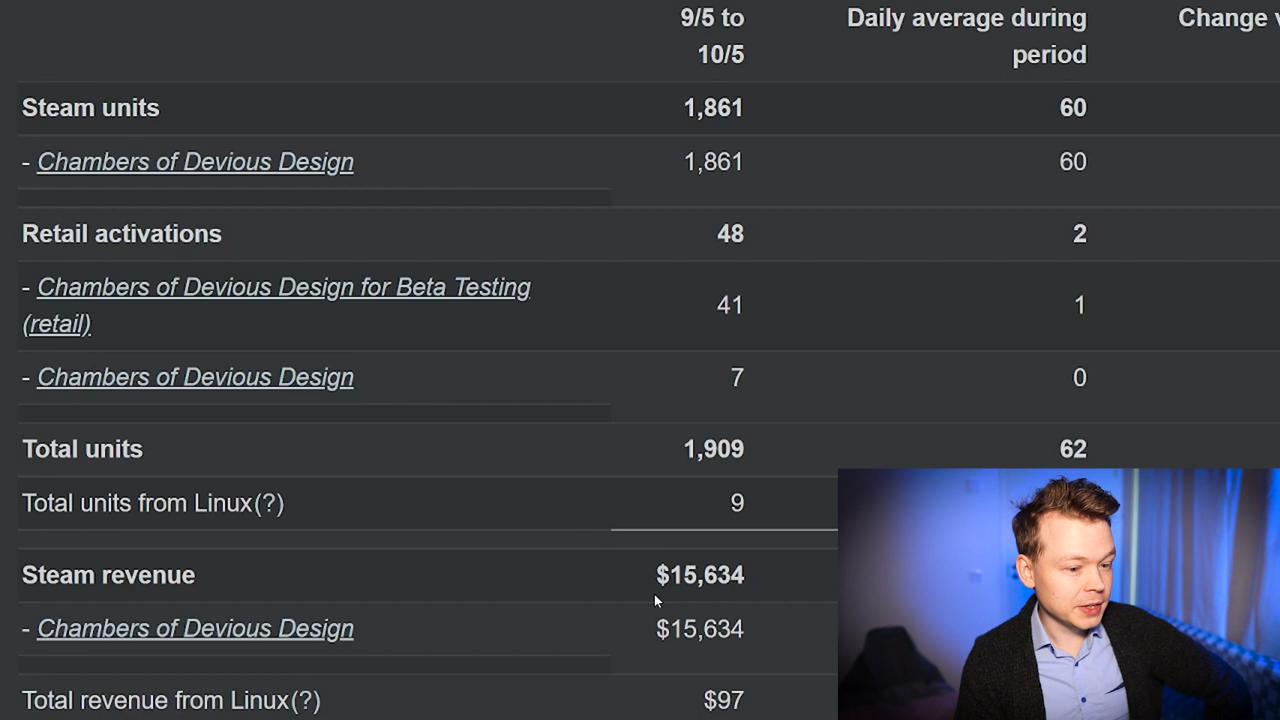 9/5 to Daily average during Change
10/5 period
Steam units 1,861 60
- Chambers of Devious Design 1,861 60
Retail activations 48 2
- Chambers of Devious Design for Beta Testing
(retail) 41 1
- Chambers of Devious Design 7 0
Total units 1,909 62
Total units from Linux(?) 9
Steam revenue $15,634
- Chambers of Devious Design $15,634
Total revenue from Linux(?) $97